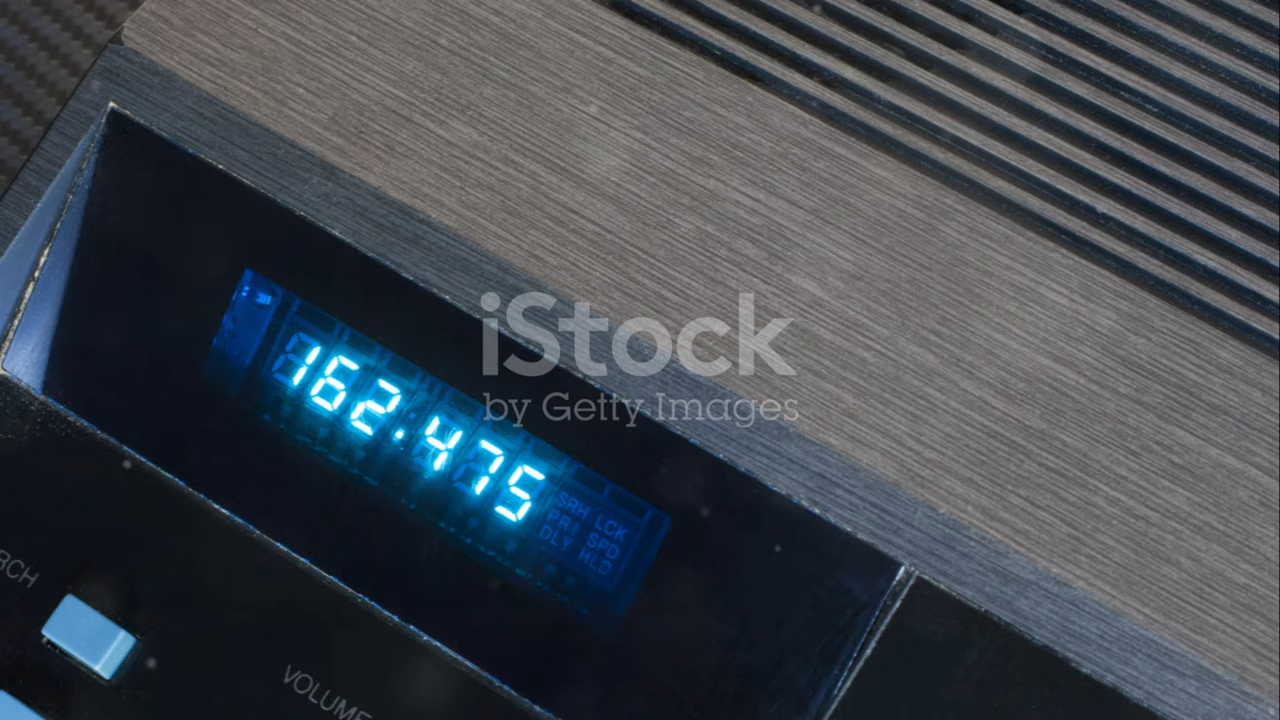 iStock
by Getty Images
162.475
SRH LCK
PRI SPD
DLY HLD
RCH
VOLUME